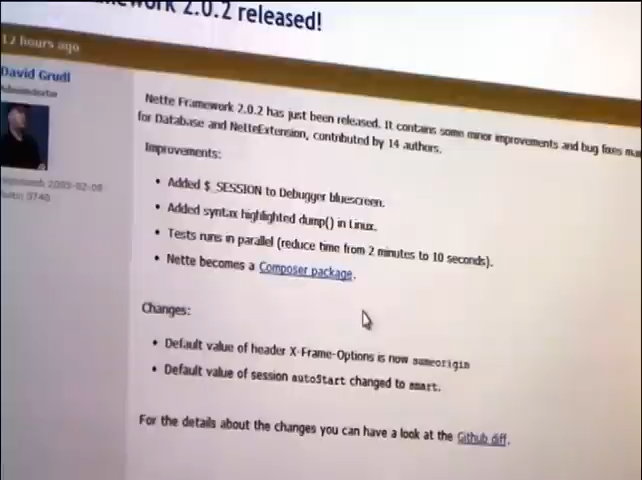 2.0.2 released!
12 hours ago
David Grudl
Nette Framework 2.0.2 has just been released. It contains some minor improvements and bug fixes
for Database and NetteExtension, contributed by 14 authors.
Improvements:
• Added $_SESSION to Debugger bluescreen.
• Added syntax highlighted dump() in Linux.
• Tests runs in parallel (reduce time from 2 minutes to 10 seconds).
• Nette becomes a Composer package.
Changes:
• Default value of header X-Frame-Options is now sameorigin
• Default value of session autoStart changed to smart.
For the details about the changes you can have a look at the Github diff.